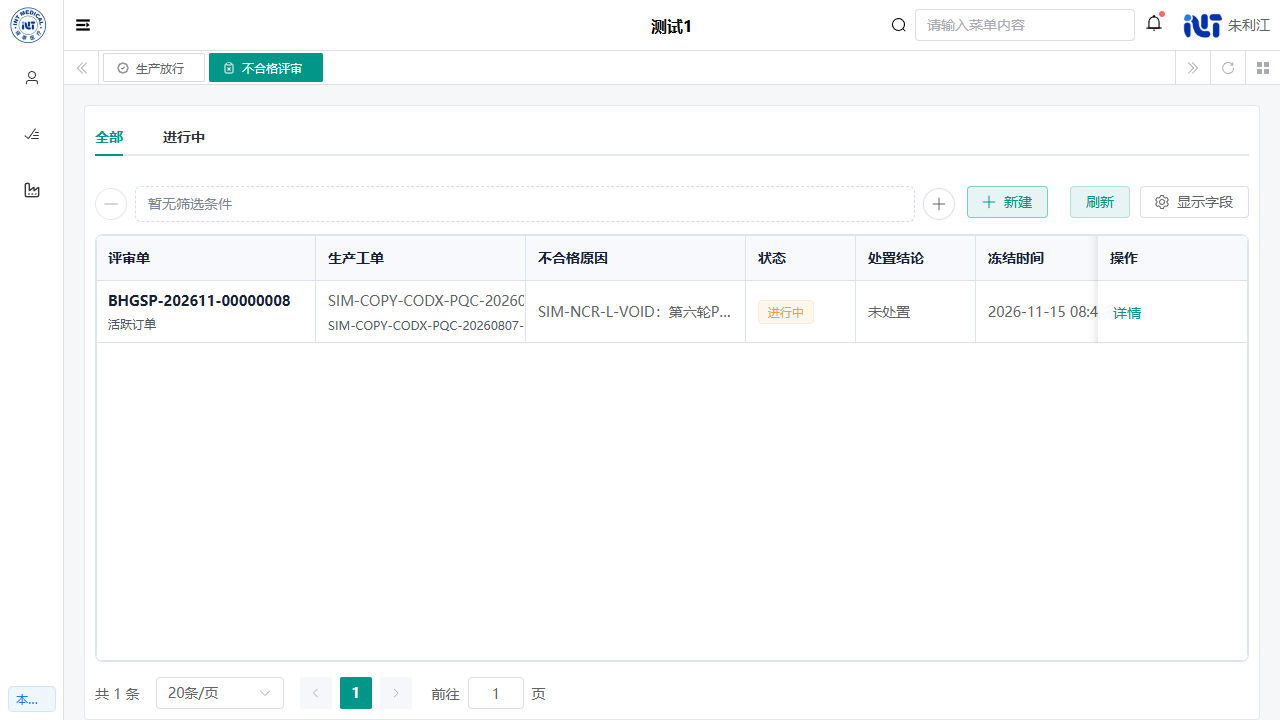 测试1
请输入菜单内容
朱利江
生产放行
不合格评审
全部
进行中
暂无筛选条件
新建
刷新
显示字段
评审单
生产工单
不合格原因
状态
处置结论
冻结时间
操作
BHGSP-202611-00000008
活跃订单
SIM-COPY-CODX-PQC-20260
SIM-COPY-CODX-PQC-20260807-
SIM-NCR-L-VOID：第六轮P...
进行中
未处置
2026-11-15 08:4
详情
本...
共 1 条
20条/页
1
前往
1
页